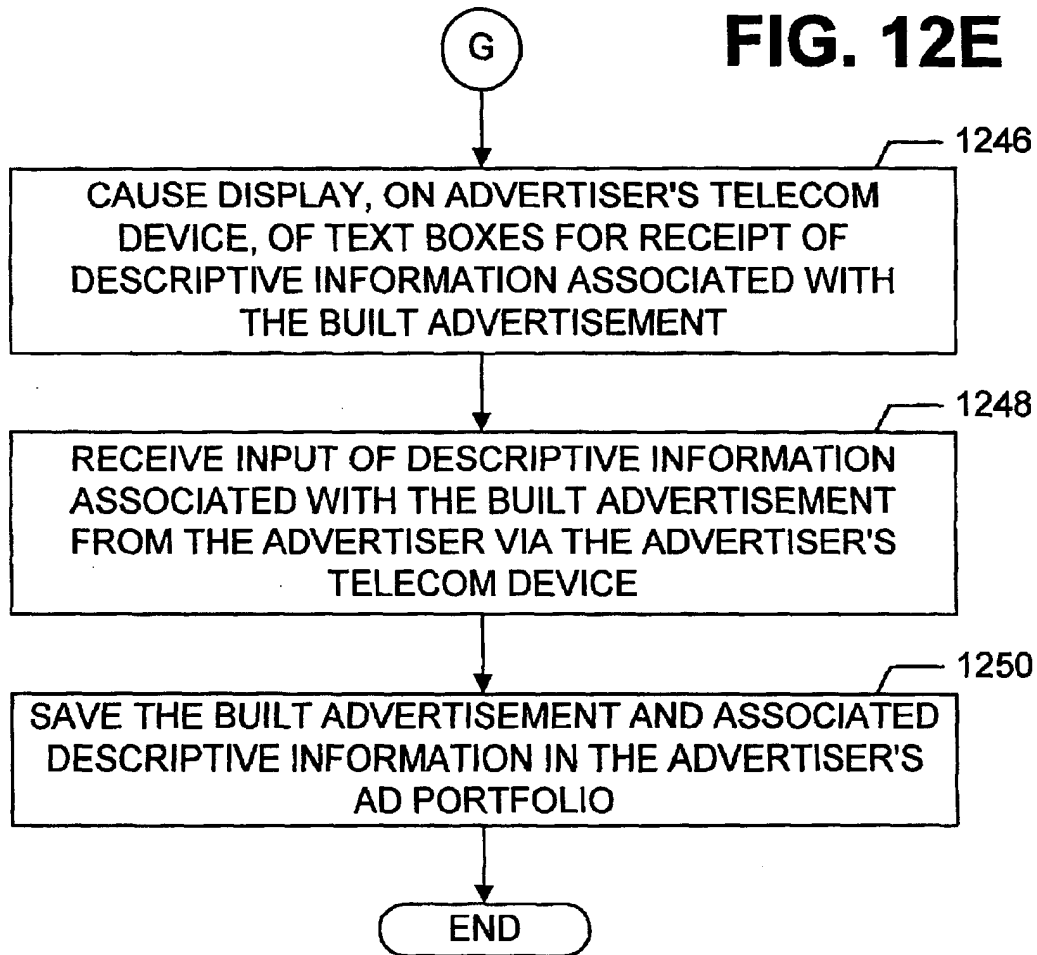 G
FIG. 12E
1246
CAUSE DISPLAY, ON ADVERTISER'S TELECOM
DEVICE, OF TEXT BOXES FOR RECEIPT OF
DESCRIPTIVE INFORMATION ASSOCIATED WITH
THE BUILT ADVERTISEMENT
1248
RECEIVE INPUT OF DESCRIPTIVE INFORMATION
ASSOCIATED WITH THE BUILT ADVERTISEMENT
FROM THE ADVERTISER VIA THE ADVERTISER'S
TELECOM DEVICE
1250
SAVE THE BUILT ADVERTISEMENT AND ASSOCIATED
DESCRIPTIVE INFORMATION IN THE ADVERTISER'S
AD PORTFOLIO
END